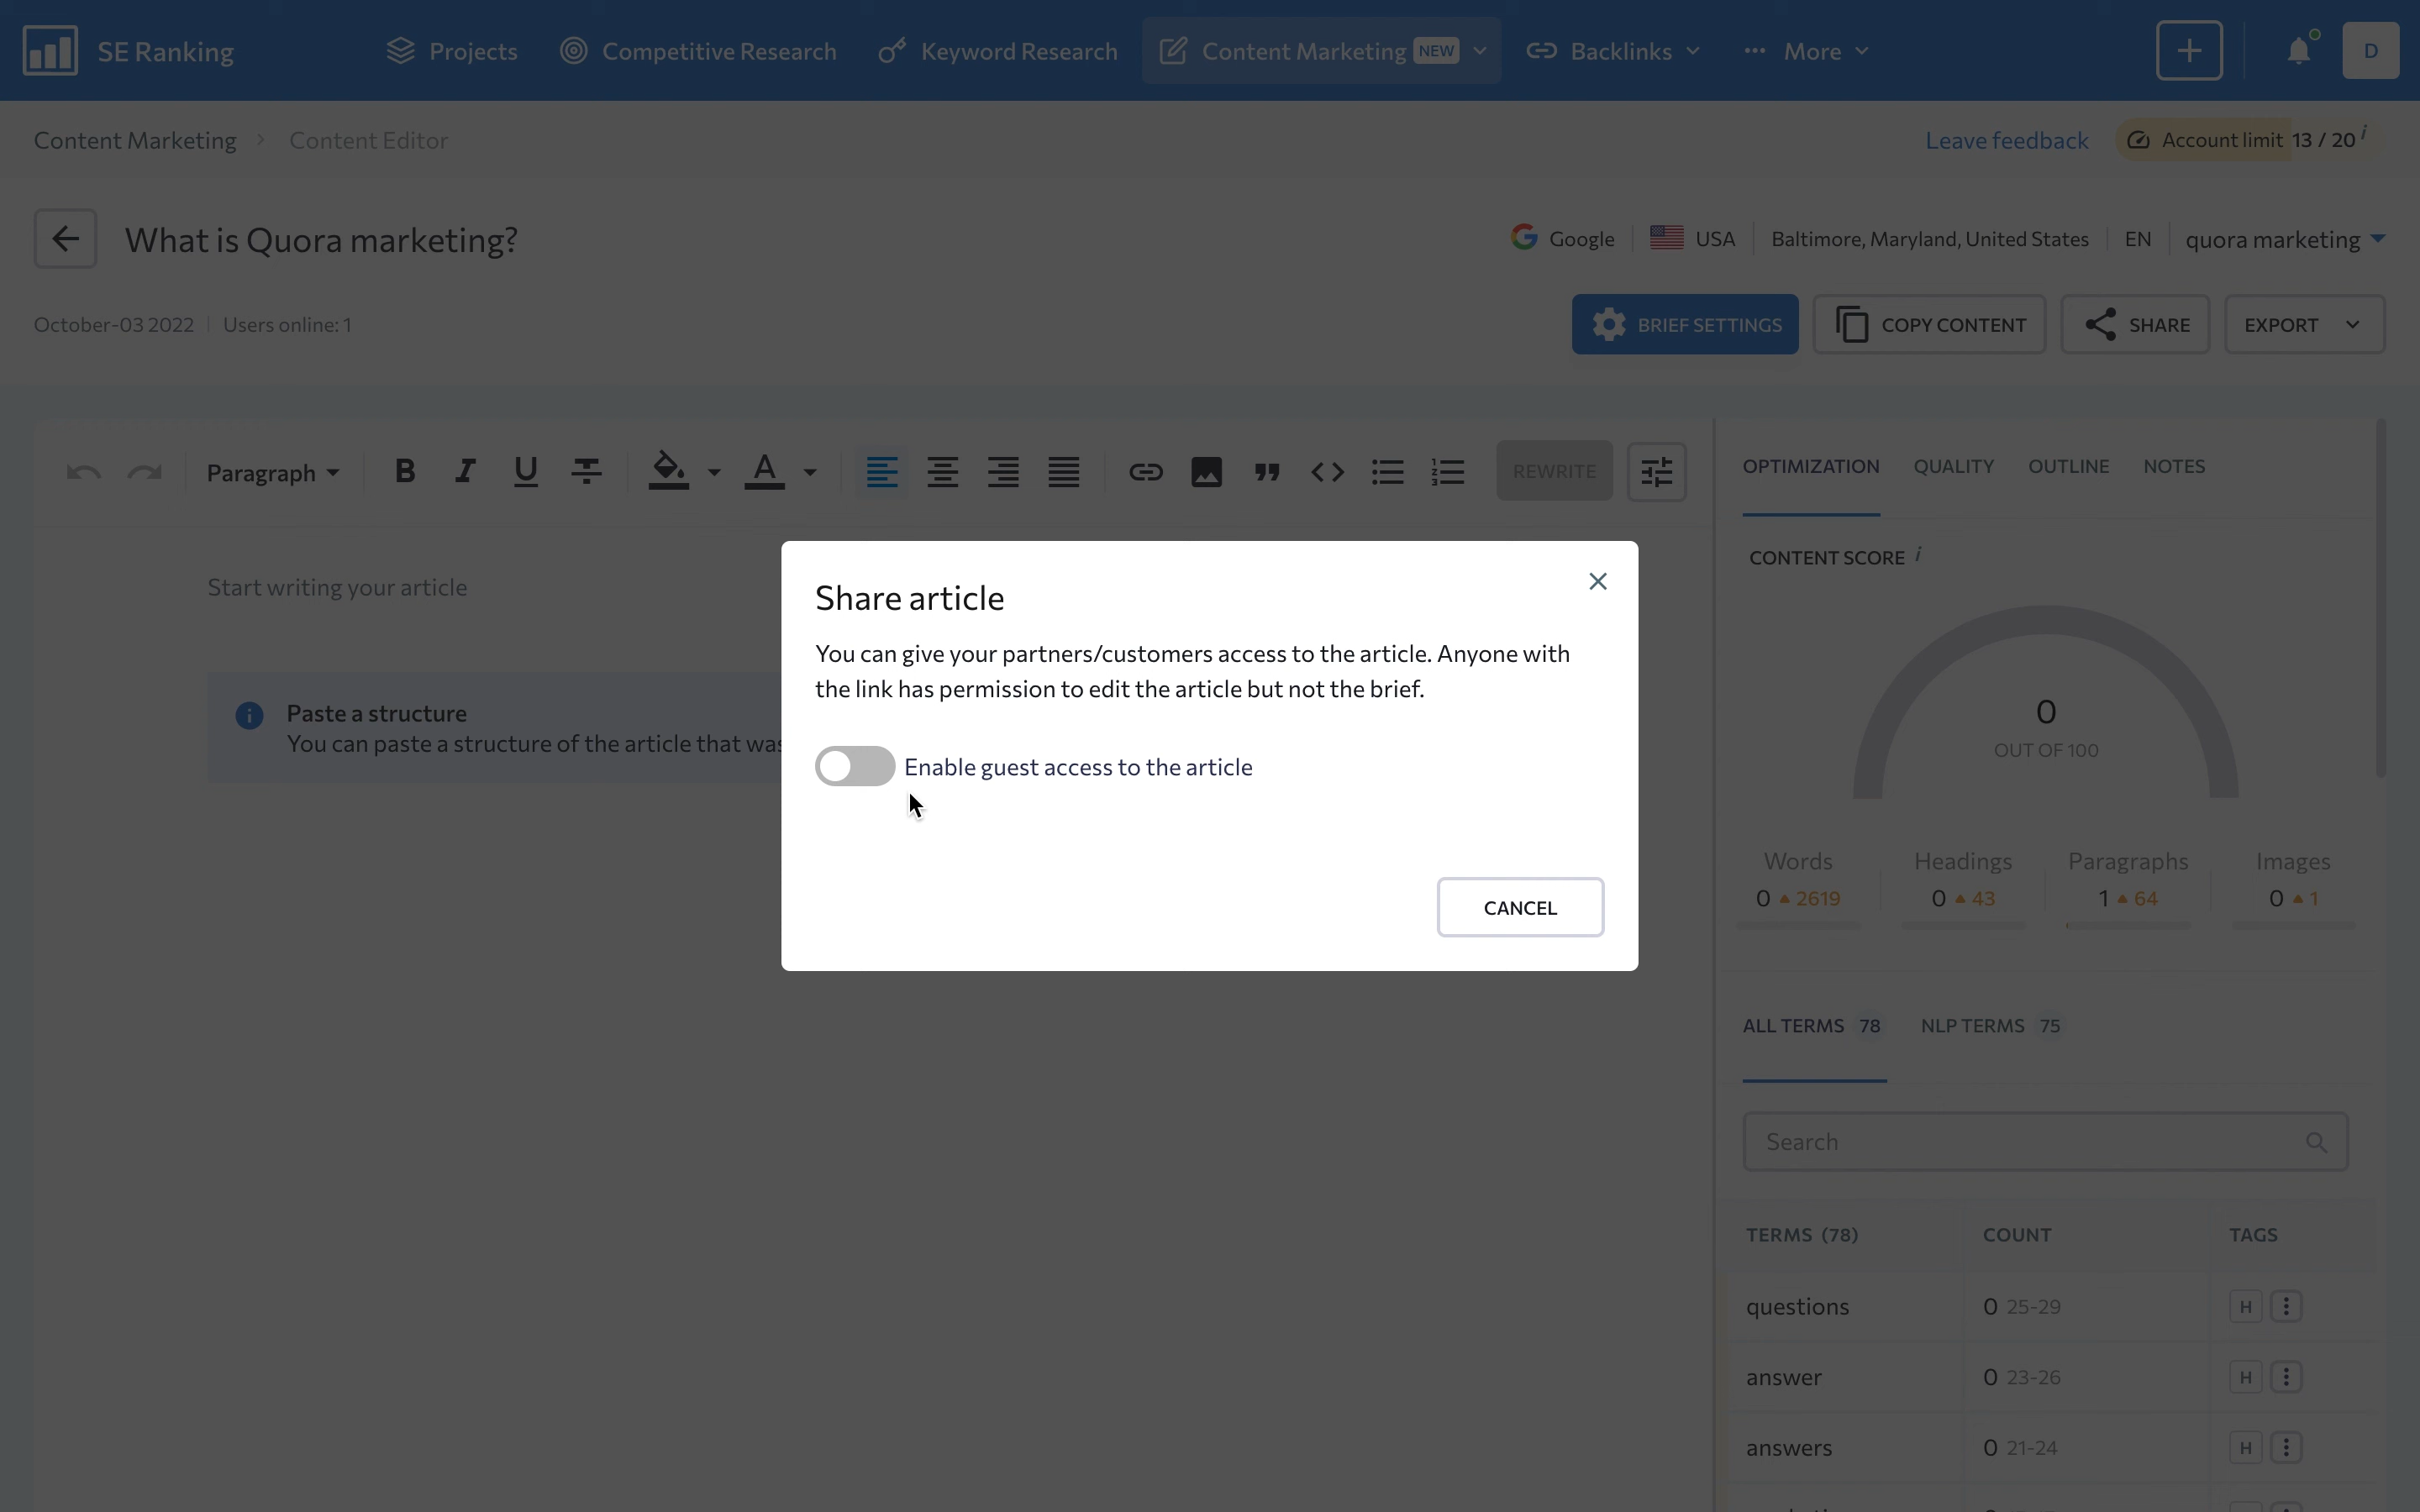 SE Ranking
Projects
Competitive Research
Keyword Research
Content Marketing NEW
Backlinks
More
D
Content Marketing
Content Editor
Leave feedback
Account limit 13 / 20 i
What is Quora marketing?
Google
USA
Baltimore, Maryland, United States
EN
quora marketing
October-03 2022
Users online: 1
BRIEF SETTINGS
COPY CONTENT
SHARE
EXPORT
Paragraph
B
I
U
T
A
REWRITE
OPTIMIZATION
QUALITY
OUTLINE
NOTES
CONTENT SCORE i
Start writing your article
Paste a structure
You can paste a structure of the article that was
Share article
You can give your partners/customers access to the article. Anyone with
the link has permission to edit the article but not the brief.
Enable guest access to the article
CANCEL
0
OUT OF 100
Words
Headings
Paragraphs
Images
0 2619
0 43
1 64
0 1
ALL TERMS 78
NLP TERMS 75
Search
TERMS (78)
COUNT
TAGS
questions
0 25-29
H
answer
0 23-26
H
answers
0 21-24
H